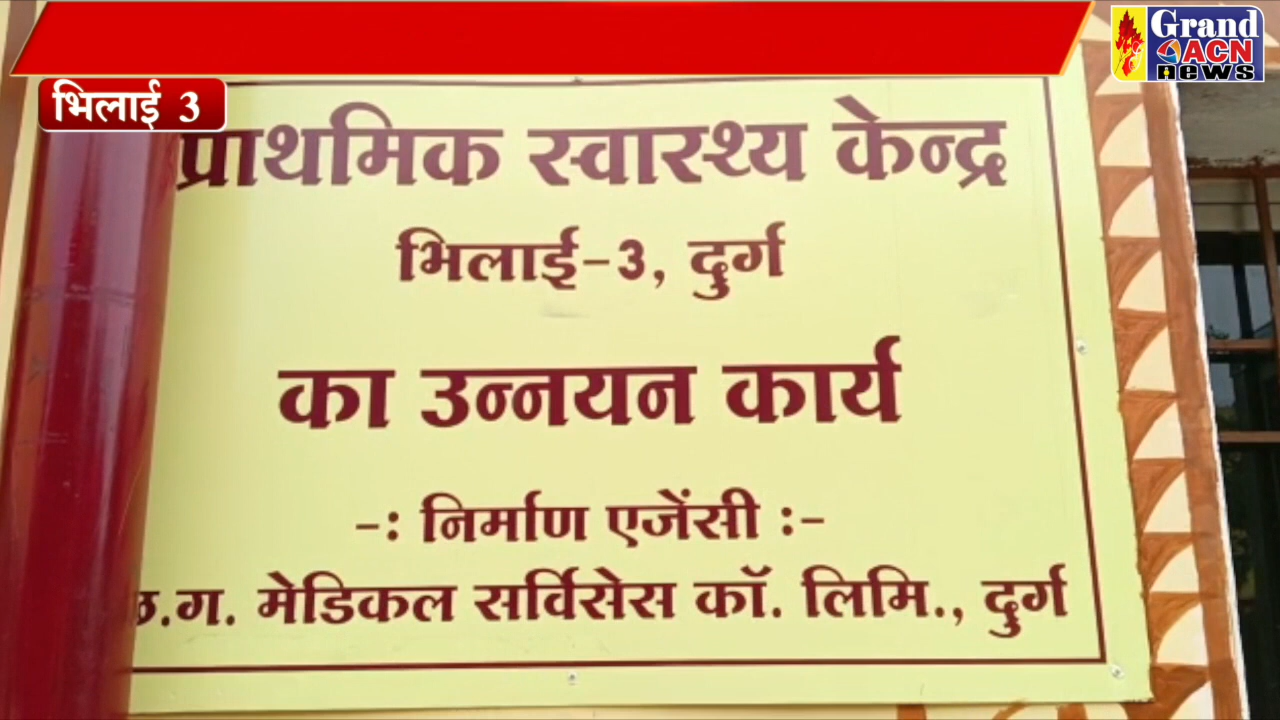 Grand
ACN
news
भिलाई 3
प्राथमिक स्वास्थ्य केन्द्र
भिलाई-3, दुर्ग
का उन्नयन कार्य
-: निर्माण एजेंसी :-
छ.ग. मेडिकल सर्विसेस कॉ. लिमि., दुर्ग